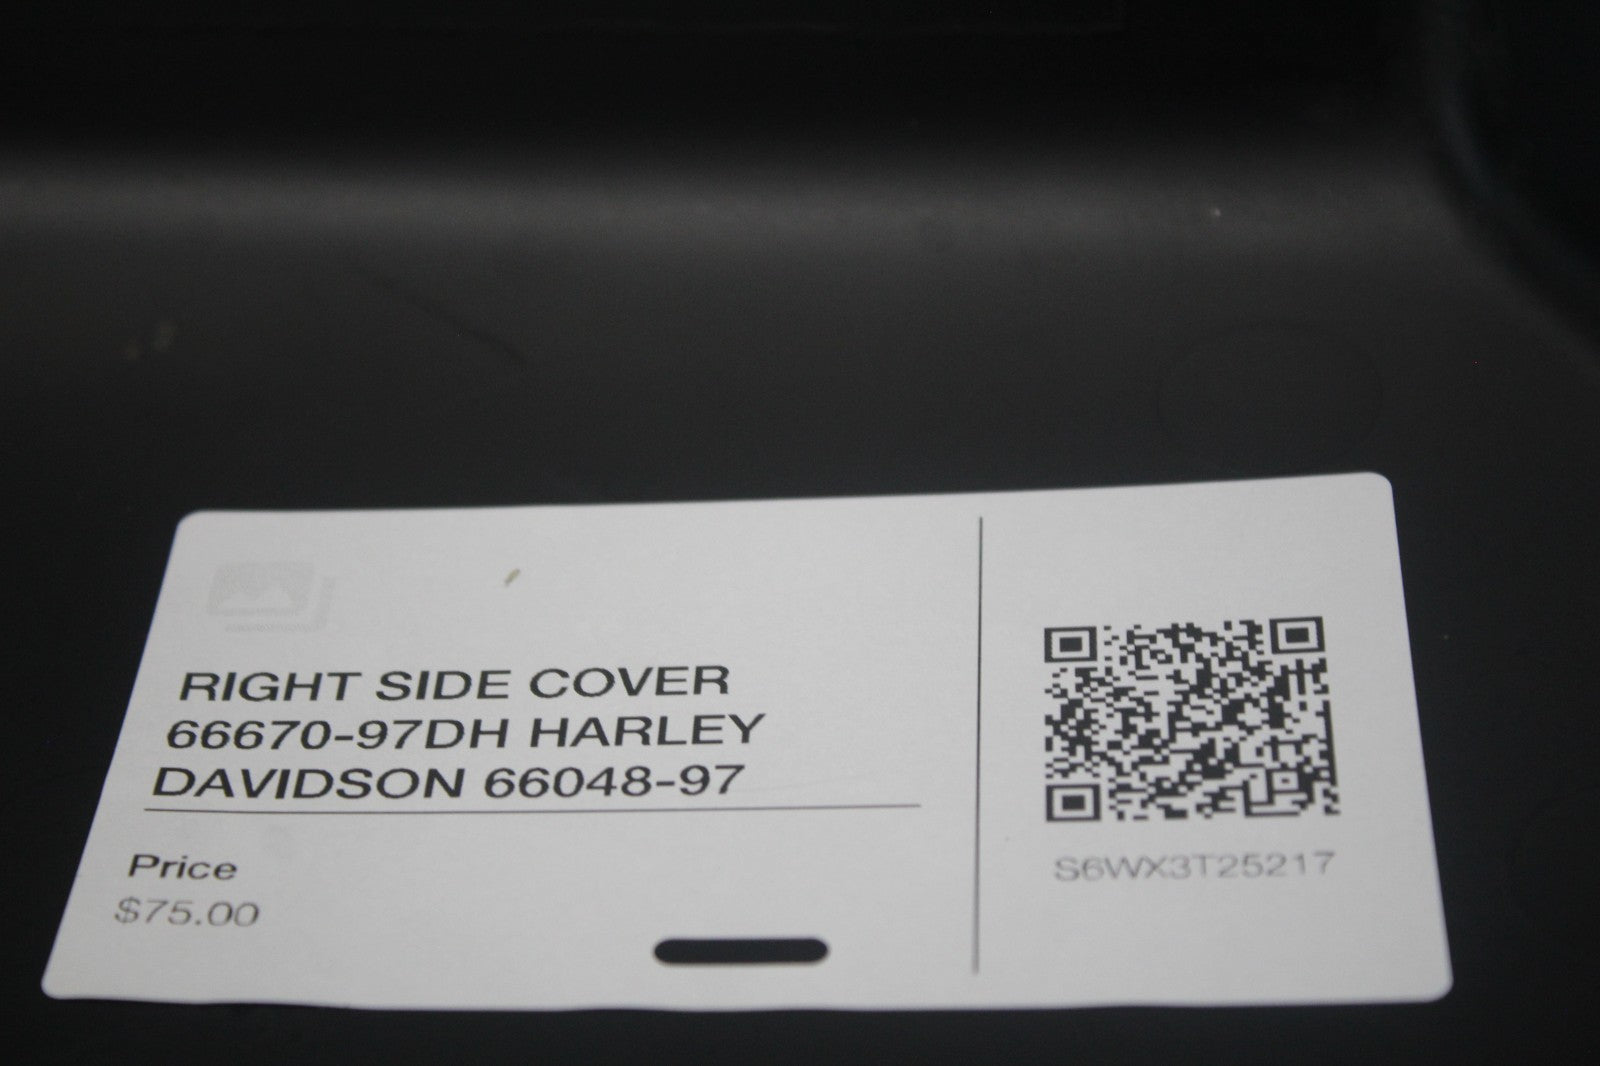 RIGHT SIDE COVER
66670-97DH HARLEY
DAVIDSON 66048-97
Price
$75.00
S6WX3T25217